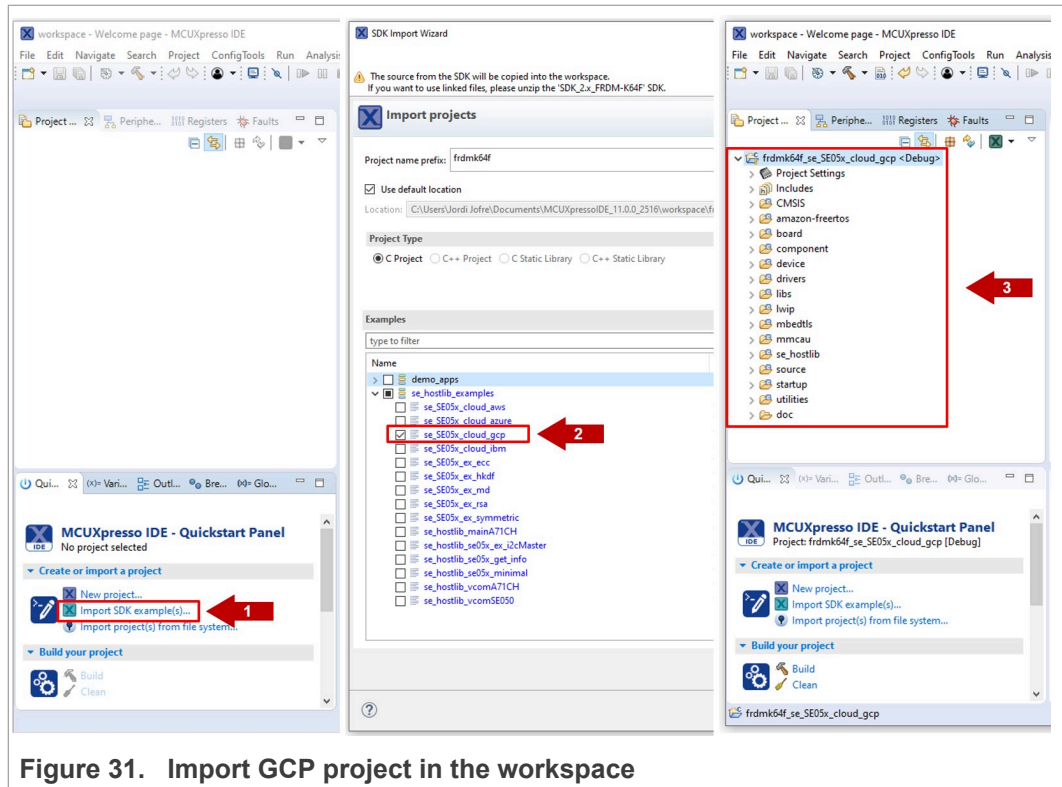 workspace - Welcome page - MCUXpresso IDE
File Edit Navigate Search Project ConfigTools Run Analysis
Project ... Periphe... Registers Faults
Qui... (x)= Vari... Outl... Bre... Glo...
MCUXpresso IDE - Quickstart Panel
IDE No project selected
Create or import a project
New project...
Import SDK example(s)...
1
Import project(s) from file system...
Build your project
Build
Clean
SDK Import Wizard
The source from the SDK will be copied into the workspace.
If you want to use linked files, please unzip the 'SDK_2.x_FRDM-K64F' SDK.
Import projects
Project name prefix: frdmk64f
Use default location
Location: C:\Users\Jordi Jofre\Documents\MCUXpressoIDE_11.0.0_2516\workspace\fr
Project Type
C Project C++ Project C Static Library C++ Static Library
Examples
type to filter
Name
demo_apps
se_hostlib_examples
se_SE05x_cloud_aws
se_SE05x_cloud_azure
se_SE05x_cloud_gcp
2
se_SE05x_cloud_ibm
se_SE05x_ex_ecc
se_SE05x_ex_hkdf
se_SE05x_ex_md
se_SE05x_ex_rsa
se_SE05x_ex_symmetric
se_hostlib_mainA71CH
se_hostlib_se05x_ex_i2cMaster
se_hostlib_se05x_get_info
se_hostlib_se05x_minimal
se_hostlib_vcomA71CH
se_hostlib_vcomSE050
workspace - Welcome page - MCUXpresso IDE
File Edit Navigate Search Project ConfigTools Run Analysis
Project ... Periphe... Registers Faults
frdmk64f_se_SE05x_cloud_gcp <Debug>
Project Settings
Includes
CMSIS
amazon-freertos
board
component
device
drivers
3
libs
lwip
mbedtls
mmcau
se_hostlib
source
startup
utilities
doc
Qui... (x)= Vari... Outl... Bre... Glo...
MCUXpresso IDE - Quickstart Panel
IDE Project: frdmk64f_se_SE05x_cloud_gcp [Debug]
Create or import a project
New project...
Import SDK example(s)...
Import project(s) from file system...
Build your project
Build
Clean
frdmk64f_se_SE05x_cloud_gcp
Figure 31. Import GCP project in the workspace